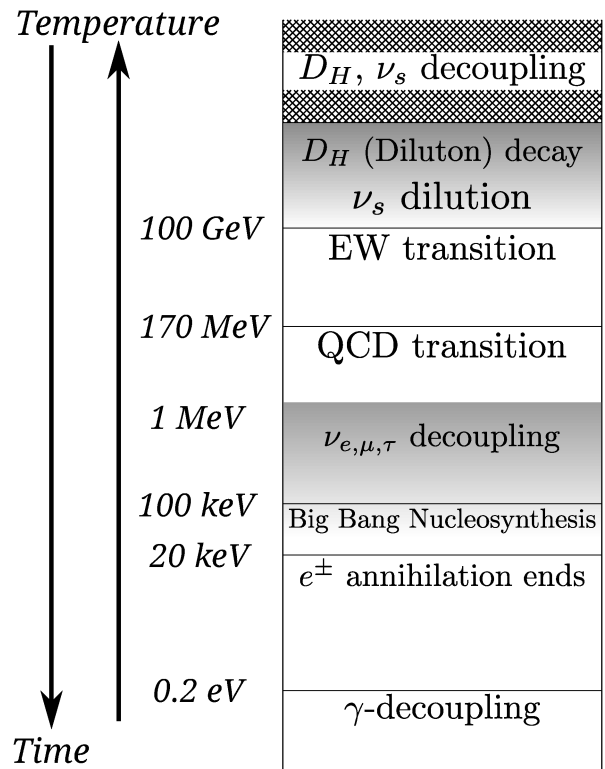 Temperature
D_H, ν_s decoupling
D_H (Diluton) decay
ν_s dilution
100 GeV
EW transition
170 MeV
QCD transition
1 MeV
ν_{e,μ,τ} decoupling
100 keV
Big Bang Nucleosynthesis
20 keV
e^± annihilation ends
0.2 eV
γ-decoupling
Time